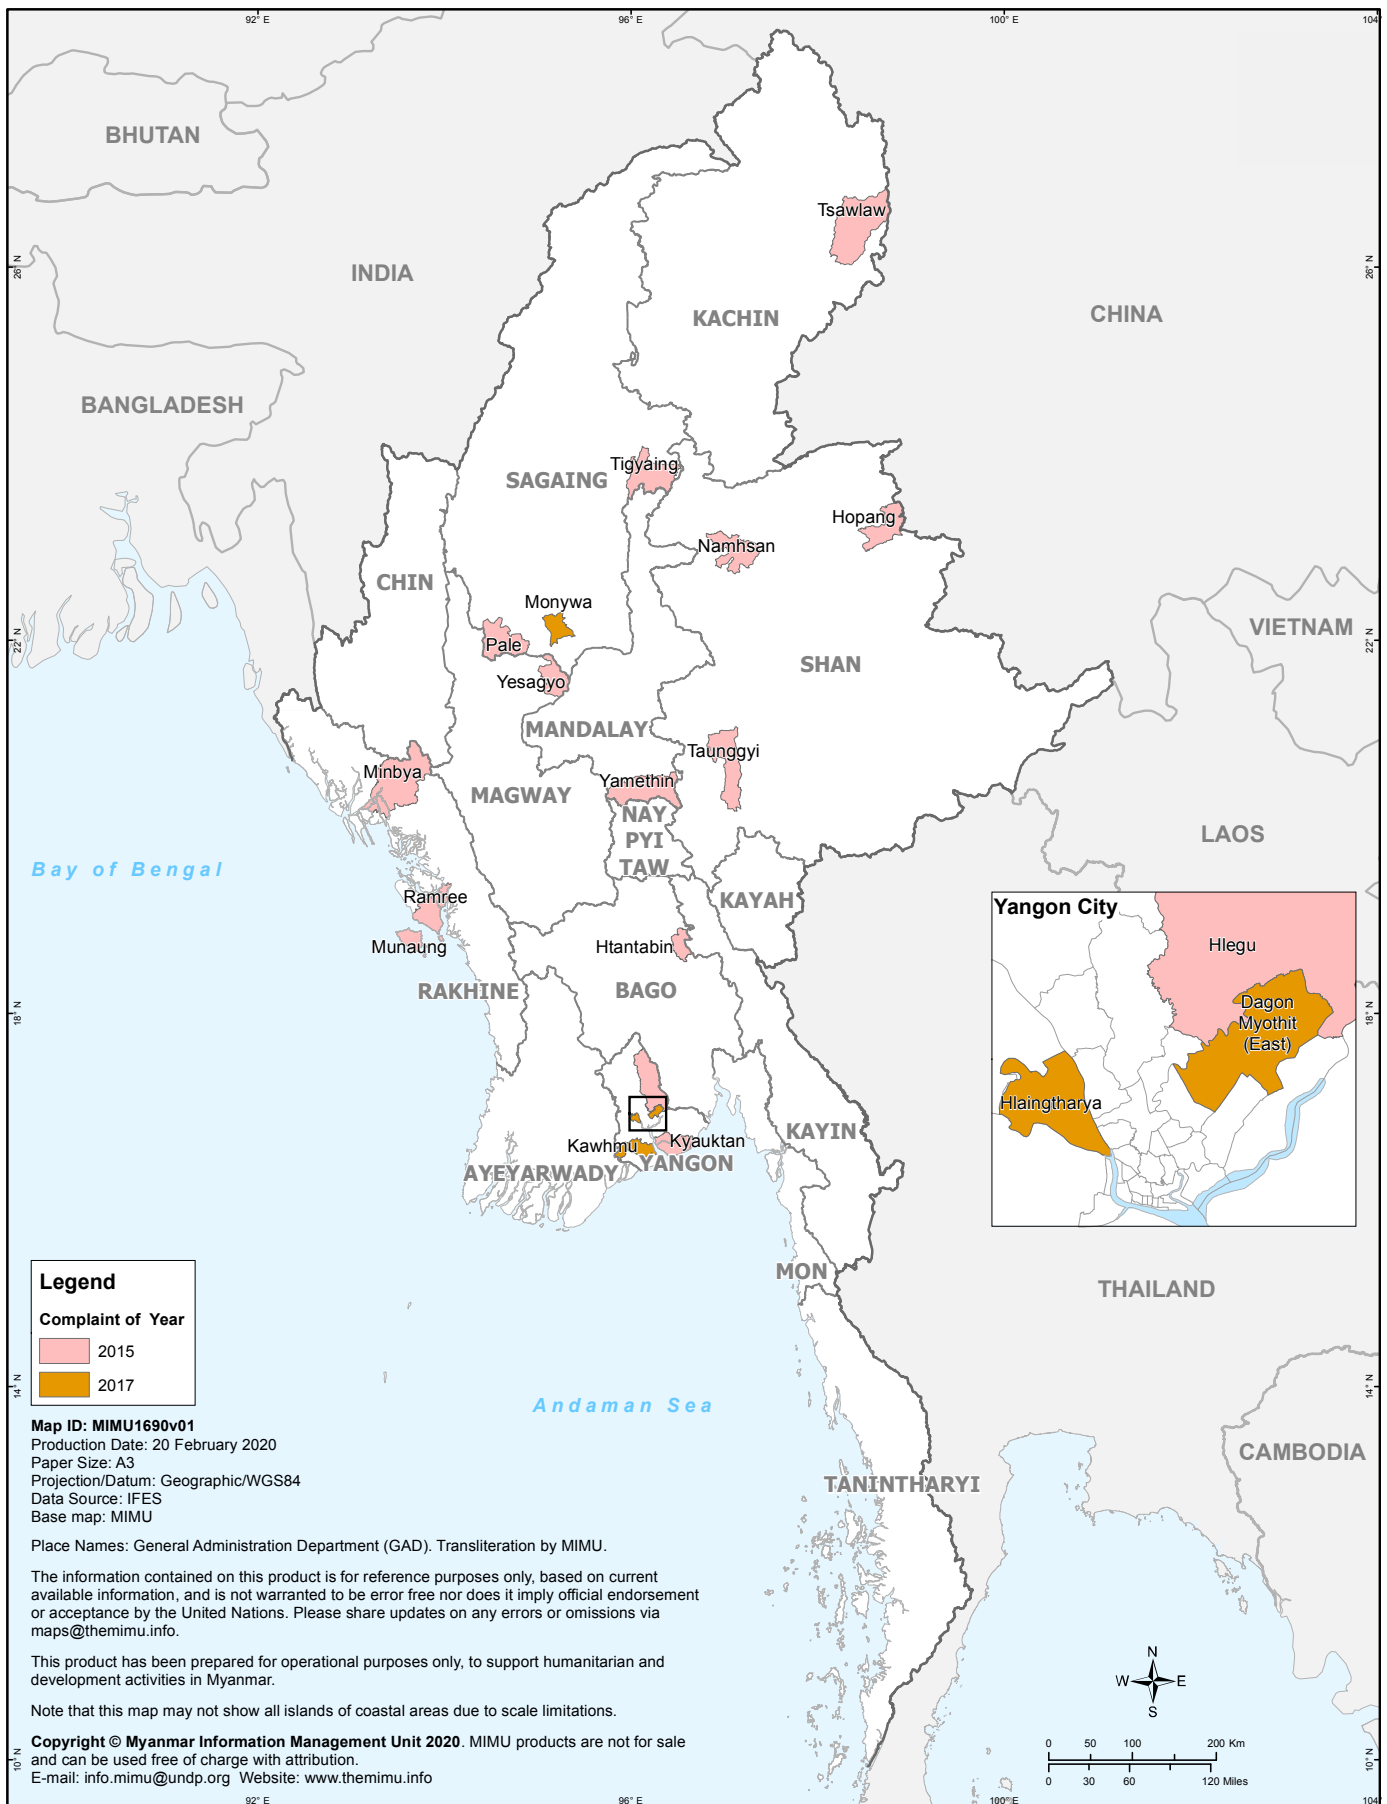 92° E
96° E
100° E
104°
BHUTAN
Tsawlaw
26° N
26° N
INDIA
CHINA
KACHIN
BANGLADESH
Tigyaing
SAGAING
Hopang
Namhsan
CHIN
Monywa
VIETNAM
22° N
22° N
Pale
SHAN
Yesagyo
MANDALAY
Taunggyi
Minbya
Yamethin
MAGWAY
NAY
PYI
TAW
LAOS
Bay of Bengal
Ramree
KAYAH
Yangon City
Munaung
Htantabin
Hlegu
RAKHINE
BAGO
18° N
18° N
Dagon
Myothit
(East)
Hlaingtharya
KAYIN
Kawhmu
Kyauktan
YANGON
AYEYARWADY
MON
THAILAND
Legend
Complaint of Year
2015
2017
14° N
14° N
Andaman Sea
CAMBODIA
TANINTHARYI
Map ID: MIMU1690v01
Production Date: 20 February 2020
Paper Size: A3
Projection/Datum: Geographic/WGS84
Data Source: IFES
Base map: MIMU
Place Names: General Administration Department (GAD). Transliteration by MIMU.
The information contained on this product is for reference purposes only, based on current
available information, and is not warranted to be error free nor does it imply official endorsement
or acceptance by the United Nations. Please share updates on any errors or omissions via
maps@themimu.info.
This product has been prepared for operational purposes only, to support humanitarian and
development activities in Myanmar.
Note that this map may not show all islands of coastal areas due to scale limitations.
Copyright © Myanmar Information Management Unit 2020. MIMU products are not for sale
and can be used free of charge with attribution.
E-mail: info.mimu@undp.org Website: www.themimu.info
N
W E
S
0 50 100 200 Km
0 30 60 120 Miles
10° N
10° N
92° E
96° E
100° E
104°